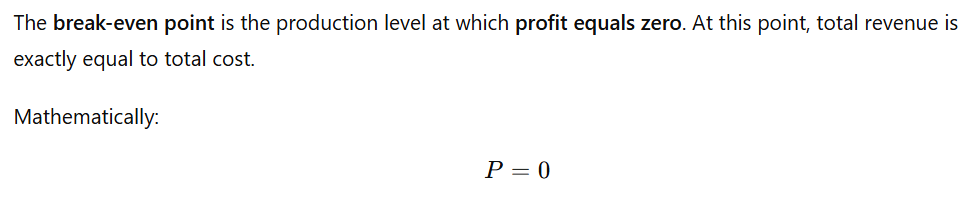 The break-even point is the production level at which profit equals zero. At this point, total revenue is
exactly equal to total cost.
Mathematically:
P = 0